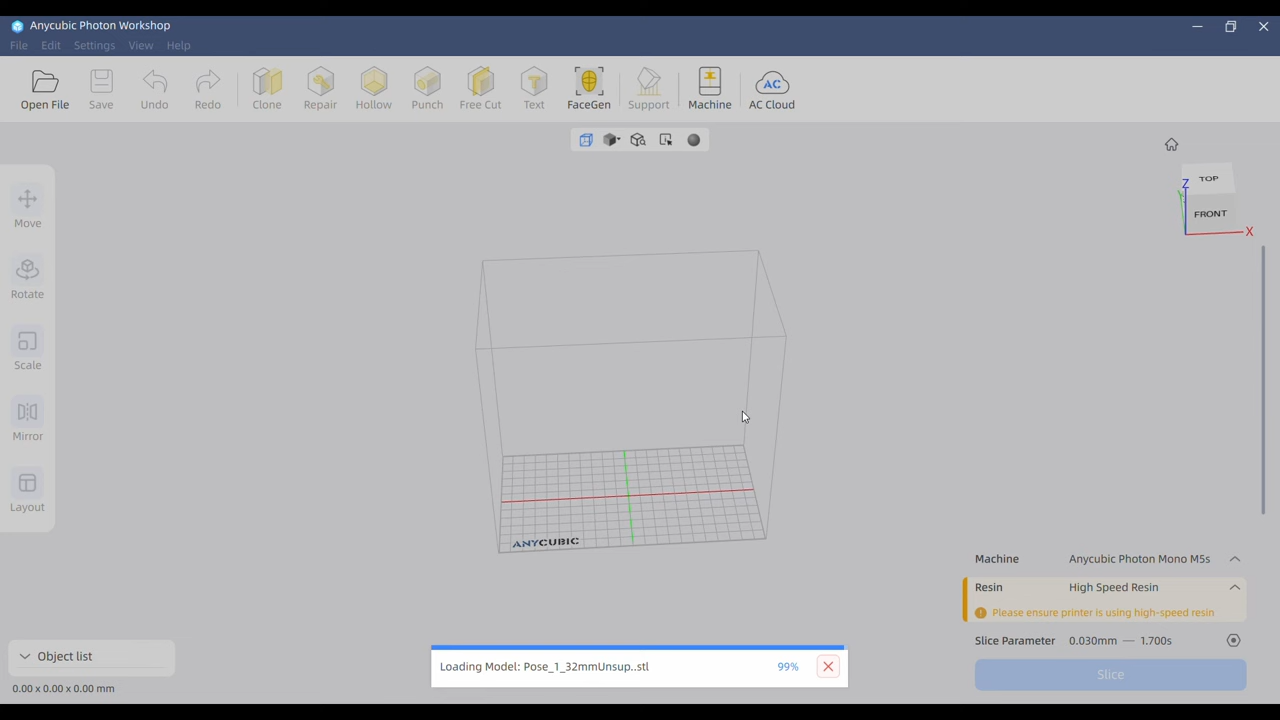 Anycubic Photon Workshop
File Edit Settings View Help
Open File Save Undo Redo Clone Repair Hollow Punch Free Cut Text FaceGen Support Machine AC Cloud
AC
TOP
Z
Y
FRONT
X
Move
Rotate
Scale
Mirror
Layout
ANYCUBIC
Machine Anycubic Photon Mono M5s
Resin High Speed Resin
Please ensure printer is using high-speed resin
Slice Parameter 0.030mm — 1.700s
Slice
Object list
0.00 x 0.00 x 0.00 mm
Loading Model: Pose_1_32mmUnsup..stl 99%